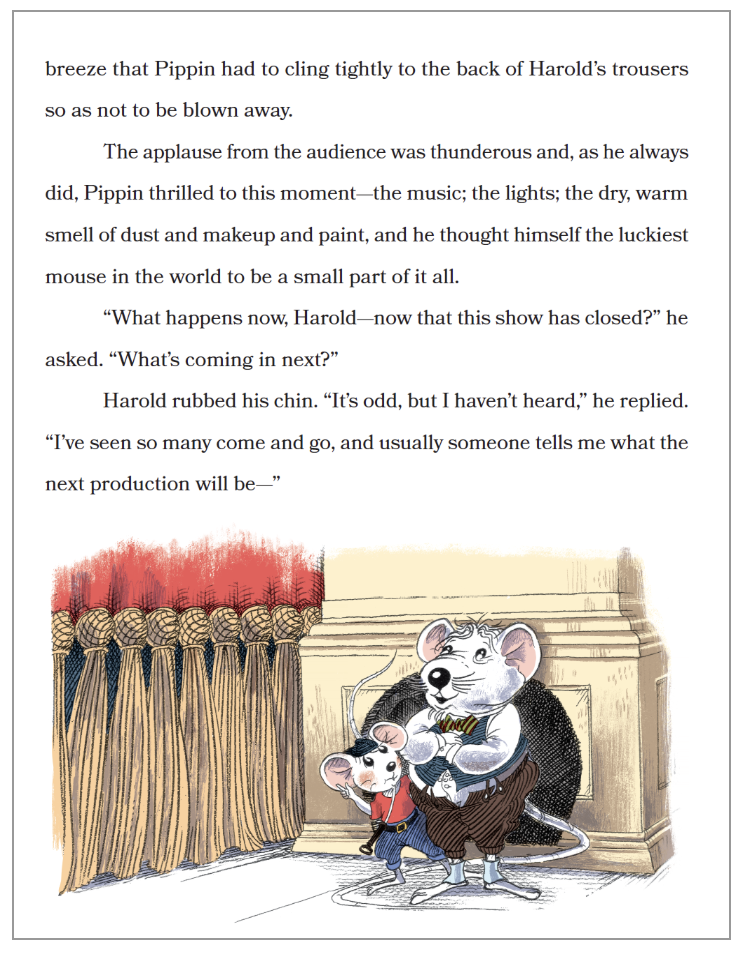 breeze that Pippin had to cling tightly to the back of Harold’s trousers
so as not to be blown away.
The applause from the audience was thunderous and, as he always
did, Pippin thrilled to this moment—the music; the lights; the dry, warm
smell of dust and makeup and paint, and he thought himself the luckiest
mouse in the world to be a small part of it all.
“What happens now, Harold—now that this show has closed?” he
asked. “What’s coming in next?”
Harold rubbed his chin. “It’s odd, but I haven’t heard,” he replied.
“I’ve seen so many come and go, and usually someone tells me what the
next production will be—”